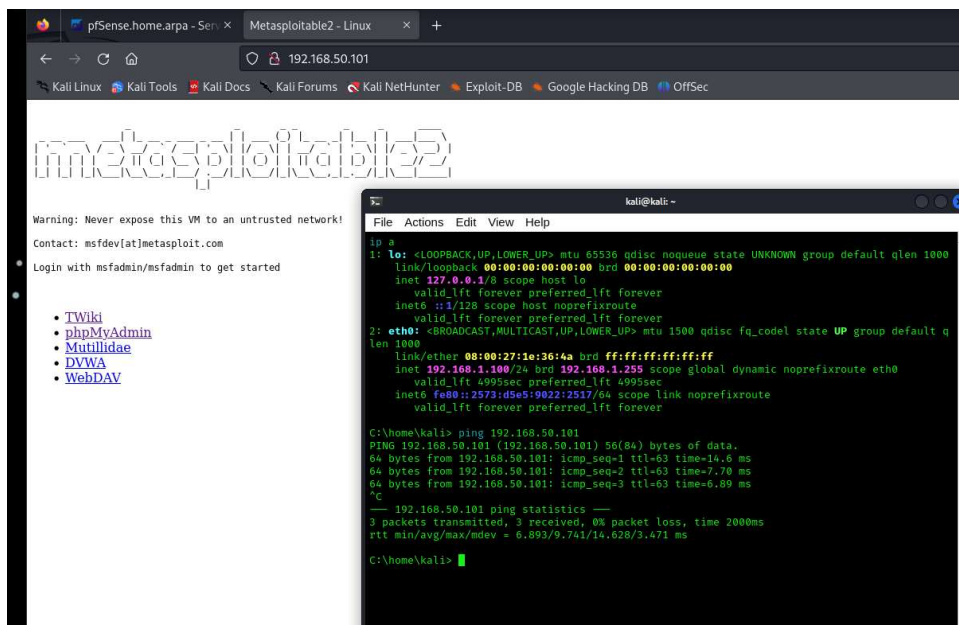 pfSense.home.arpa - Serv ×
Metasploitable2 - Linux ×
+
192.168.50.101
Kali Linux Kali Tools Kali Docs Kali Forums Kali NetHunter Exploit-DB Google Hacking DB OffSec
metasploitable2
Warning: Never expose this VM to an untrusted network!
Contact: msfdev[at]metasploit.com
Login with msfadmin/msfadmin to get started
• TWiki
• phpMyAdmin
• Mutillidae
• DVWA
• WebDAV
kali@kali: ~
File Actions Edit View Help
ip a
1: lo: <LOOPBACK,UP,LOWER_UP> mtu 65536 qdisc noqueue state UNKNOWN group default qlen 1000
link/loopback 00:00:00:00:00:00 brd 00:00:00:00:00:00
inet 127.0.0.1/8 scope host lo
valid_lft forever preferred_lft forever
inet6 ::1/128 scope host noprefixroute
valid_lft forever preferred_lft forever
2: eth0: <BROADCAST,MULTICAST,UP,LOWER_UP> mtu 1500 qdisc fq_codel state UP group default q
len 1000
link/ether 08:00:27:1e:36:4a brd ff:ff:ff:ff:ff:ff
inet 192.168.1.100/24 brd 192.168.1.255 scope global dynamic noprefixroute eth0
valid_lft 4995sec preferred_lft 4995sec
inet6 fe80::2573:d5e5:9022:2517/64 scope link noprefixroute
valid_lft forever preferred_lft forever
C:\home\kali> ping 192.168.50.101
PING 192.168.50.101 (192.168.50.101) 56(84) bytes of data.
64 bytes from 192.168.50.101: icmp_seq=1 ttl=63 time=14.6 ms
64 bytes from 192.168.50.101: icmp_seq=2 ttl=63 time=7.70 ms
64 bytes from 192.168.50.101: icmp_seq=3 ttl=63 time=6.89 ms
^C
— 192.168.50.101 ping statistics —
3 packets transmitted, 3 received, 0% packet loss, time 2000ms
rtt min/avg/max/mdev = 6.893/9.741/14.628/3.471 ms
C:\home\kali>